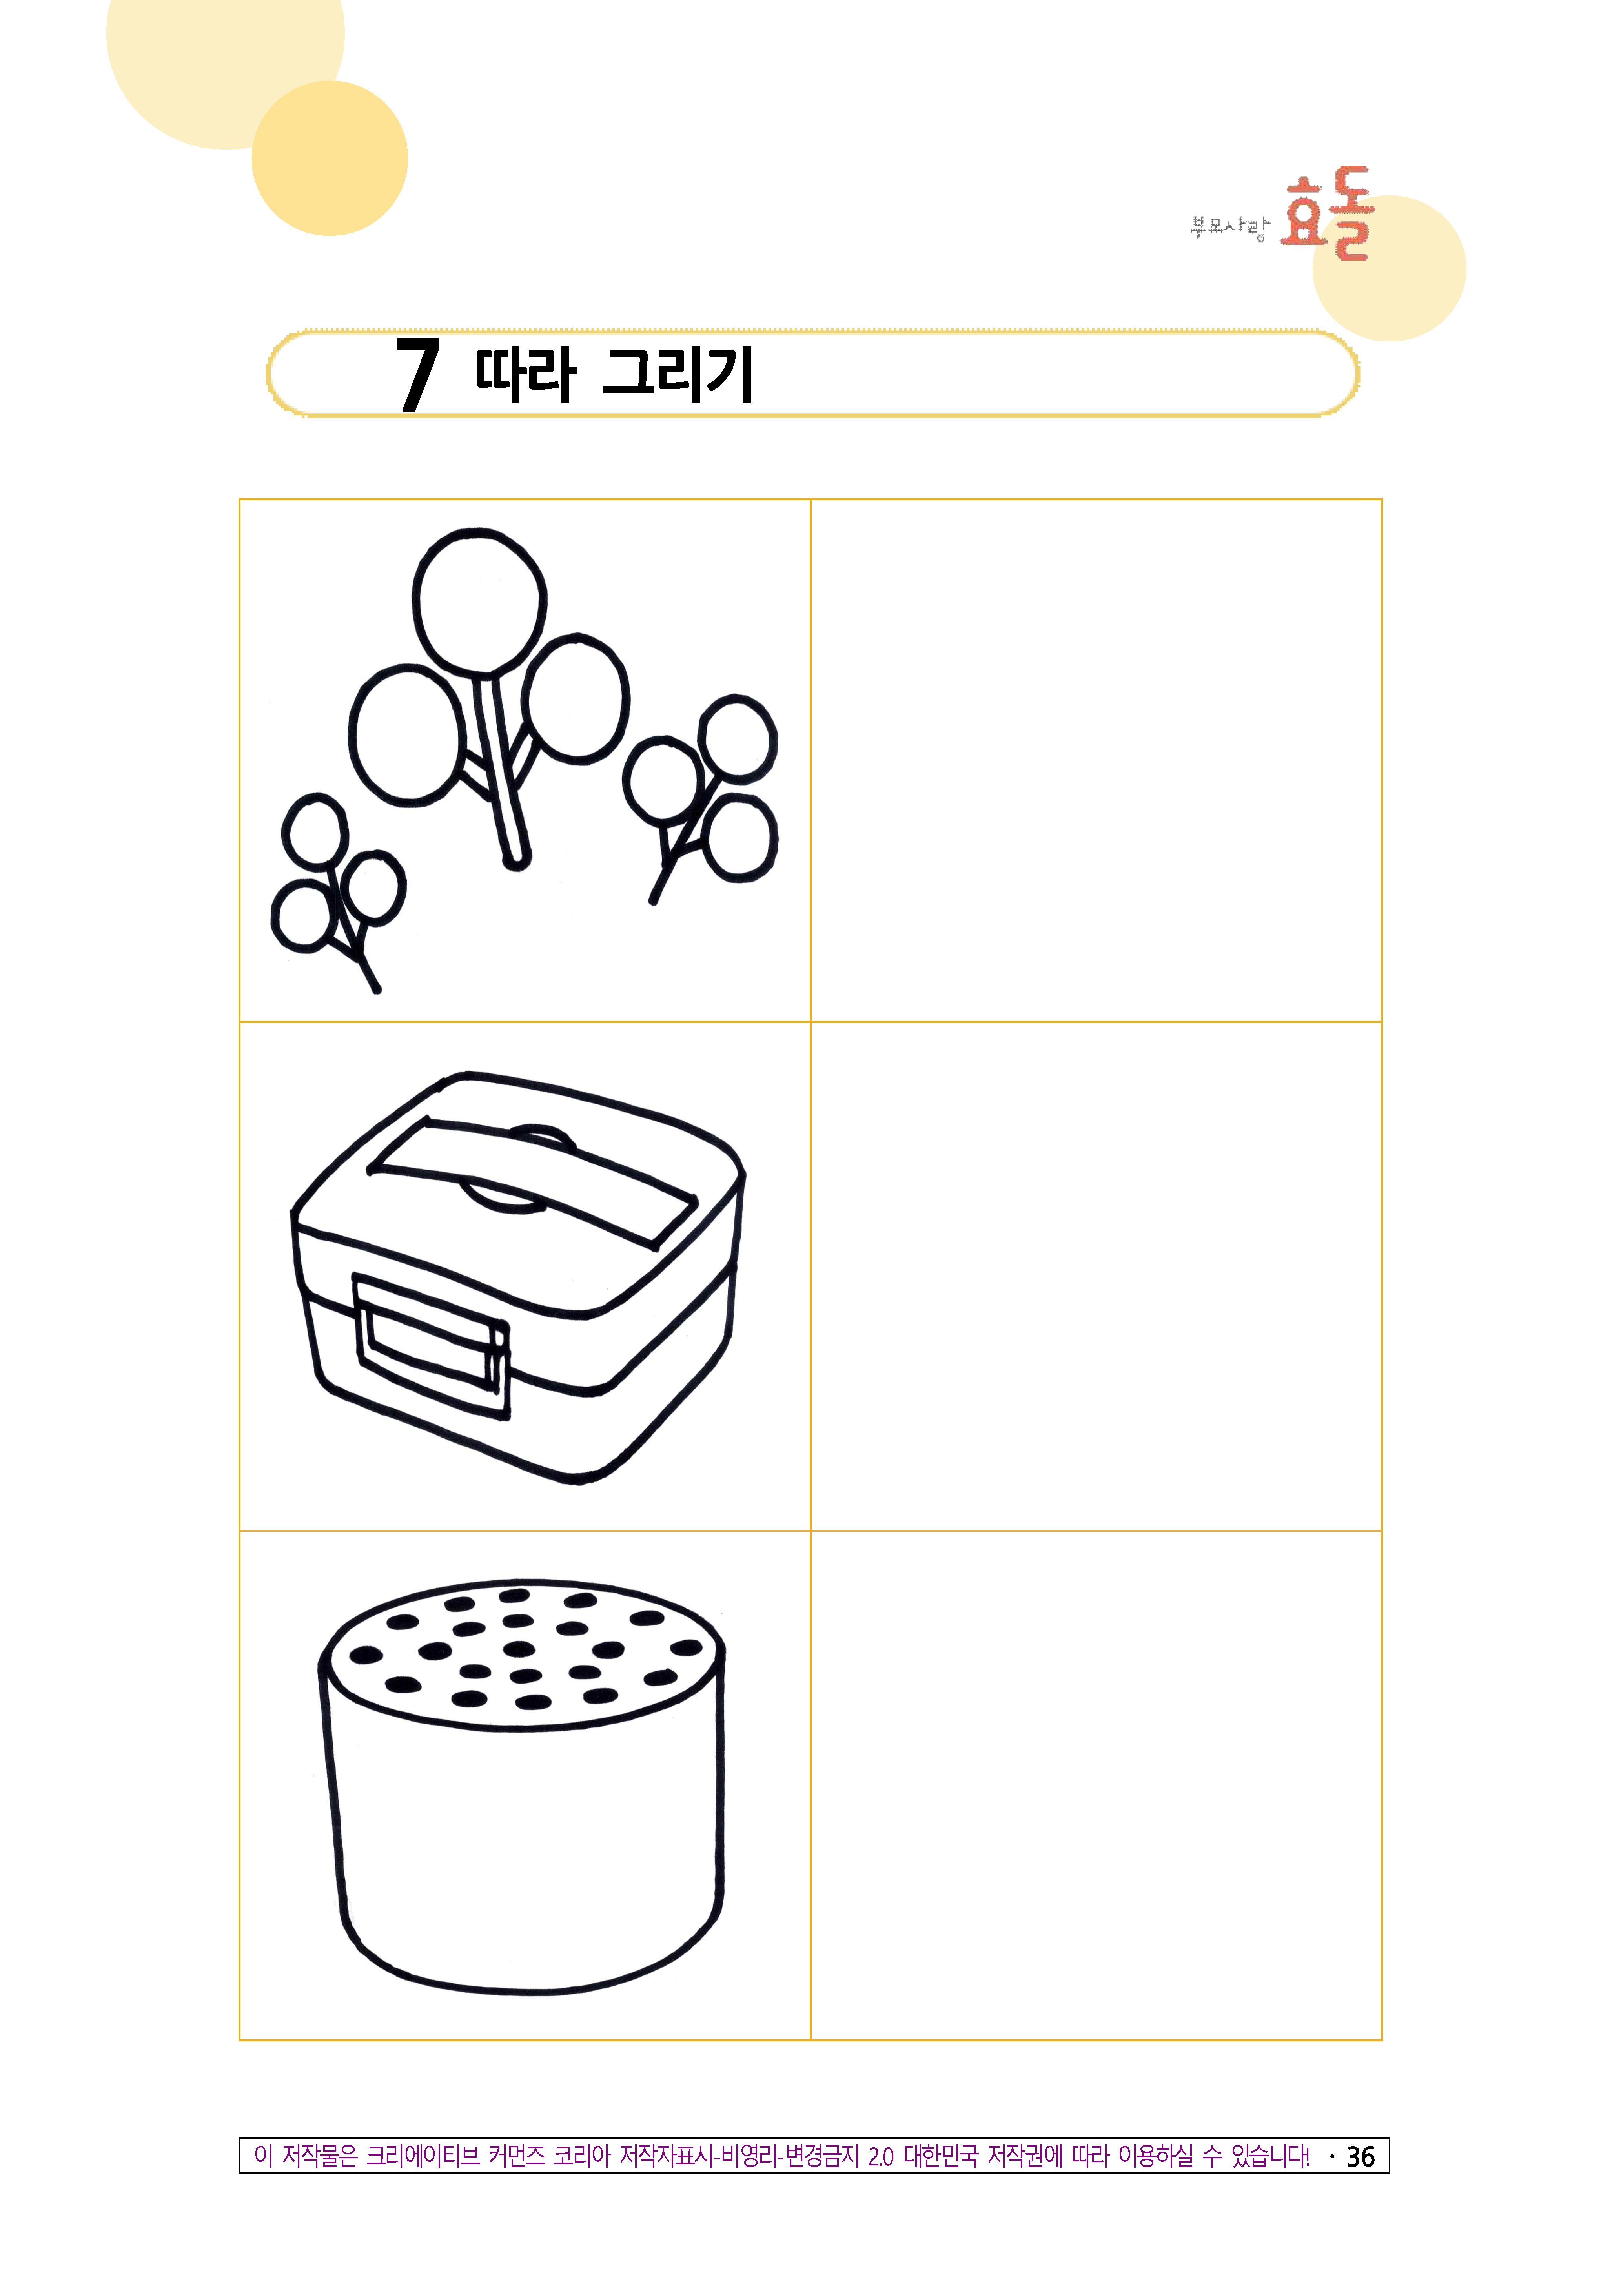 부모사랑 효돌
7 따라 그리기
이 저작물은 크리에이티브 커먼즈 코리아 저작자표시-비영리-변경금지 2.0 대한민국 저작권에 따라 이용하실 수 있습니다! · 36